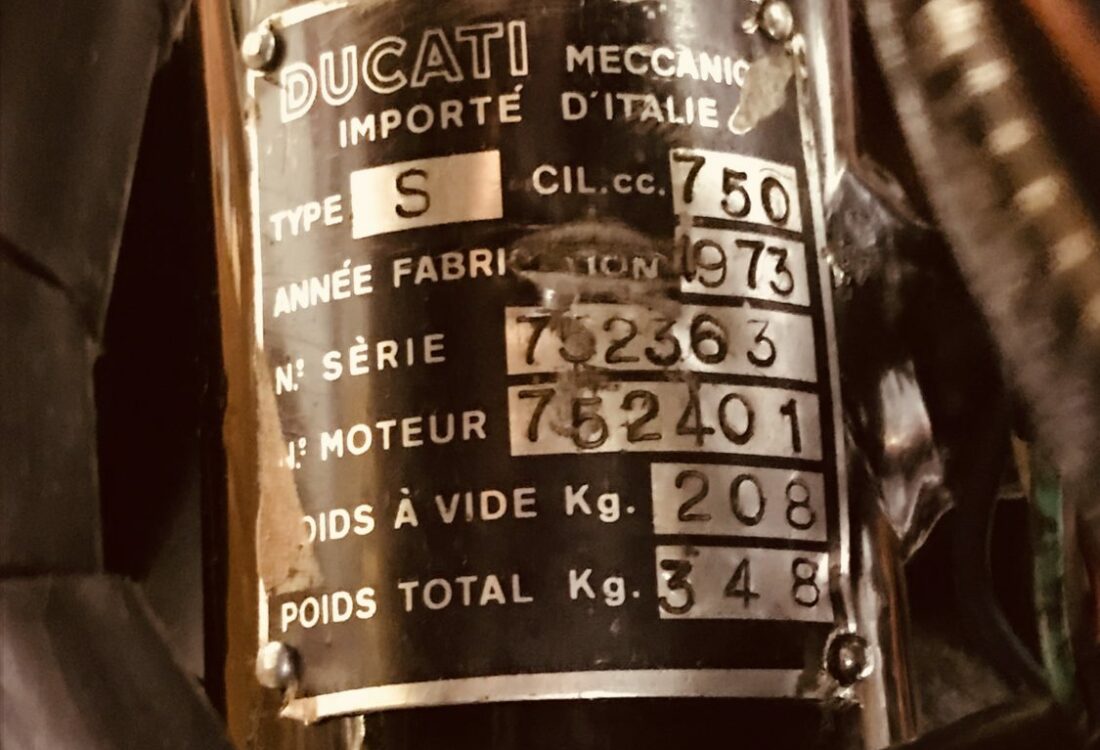 DUCATI MECCANIC
IMPORTÉ D'ITALIE
TYPE S CIL.cc. 750
ANNÉE 1973
N.º SÈRIE 752363
N.º MOTEUR 752401
À VIDE Kg. 208
POIDS TOTAL Kg. 348